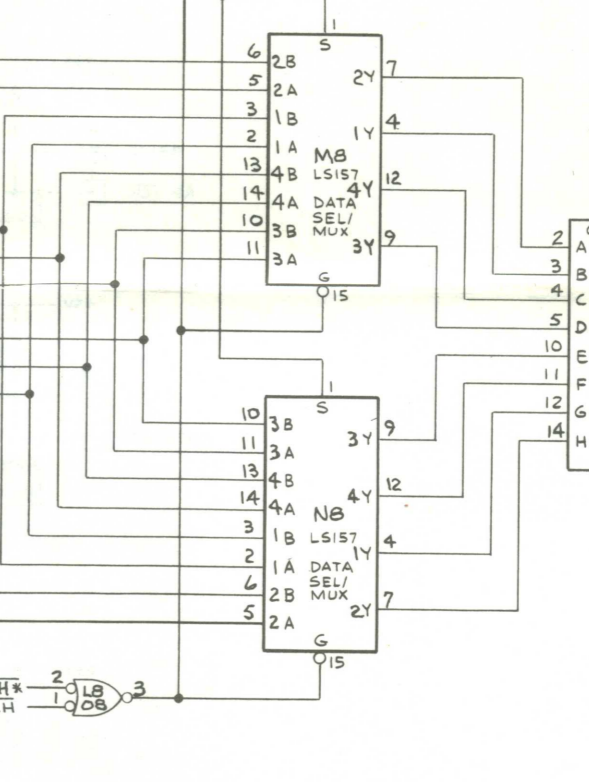 1
S
6 2B
2Y 7
5 2A
3 1B
1Y 4
2 1A
M8
13 4B LS157
4Y 12
14 4A DATA
SEL/
10 3B MUX
11 3A
3Y 9
G
15
2 A
3 B
4 C
5 D
10 E
11 F
12 G
14 H
1
S
10 3B
3Y 9
11 3A
13 4B
4Y 12
14 4A
N8
3 1B LS157
1Y 4
2 1A DATA
SEL/
6 2B MUX
2Y 7
5 2A
G
15
H* 2
H 1
L8
08
3